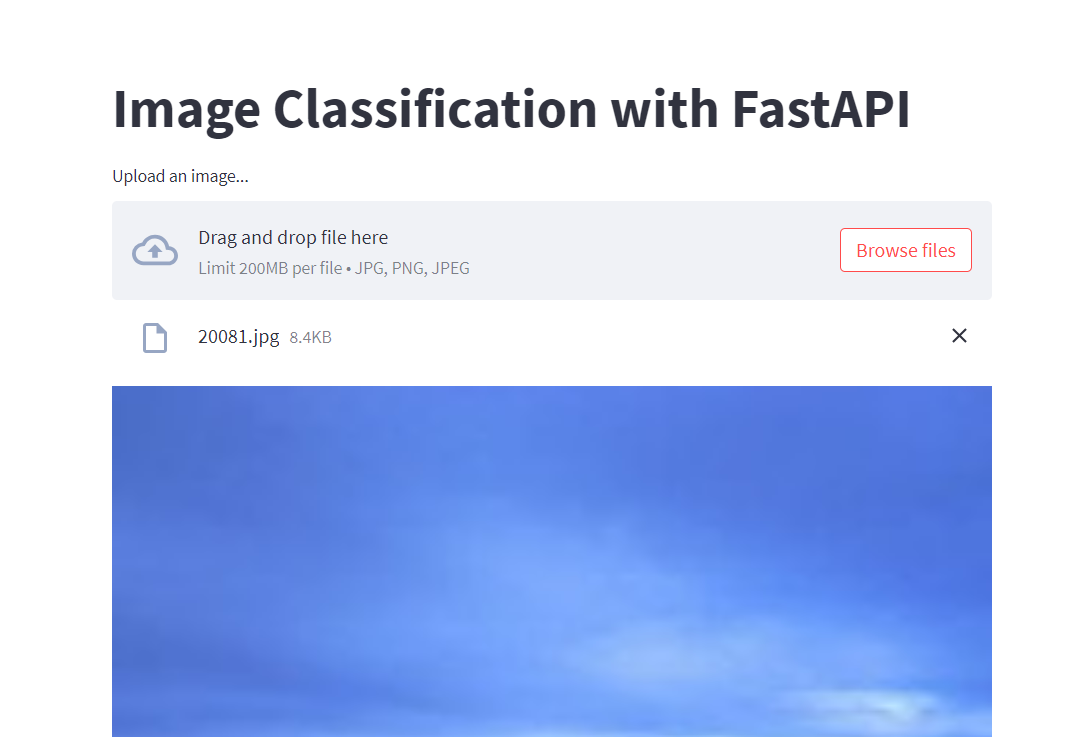 Image Classification with FastAPI
Upload an image...
Drag and drop file here
Limit 200MB per file • JPG, PNG, JPEG
Browse files
20081.jpg 8.4KB